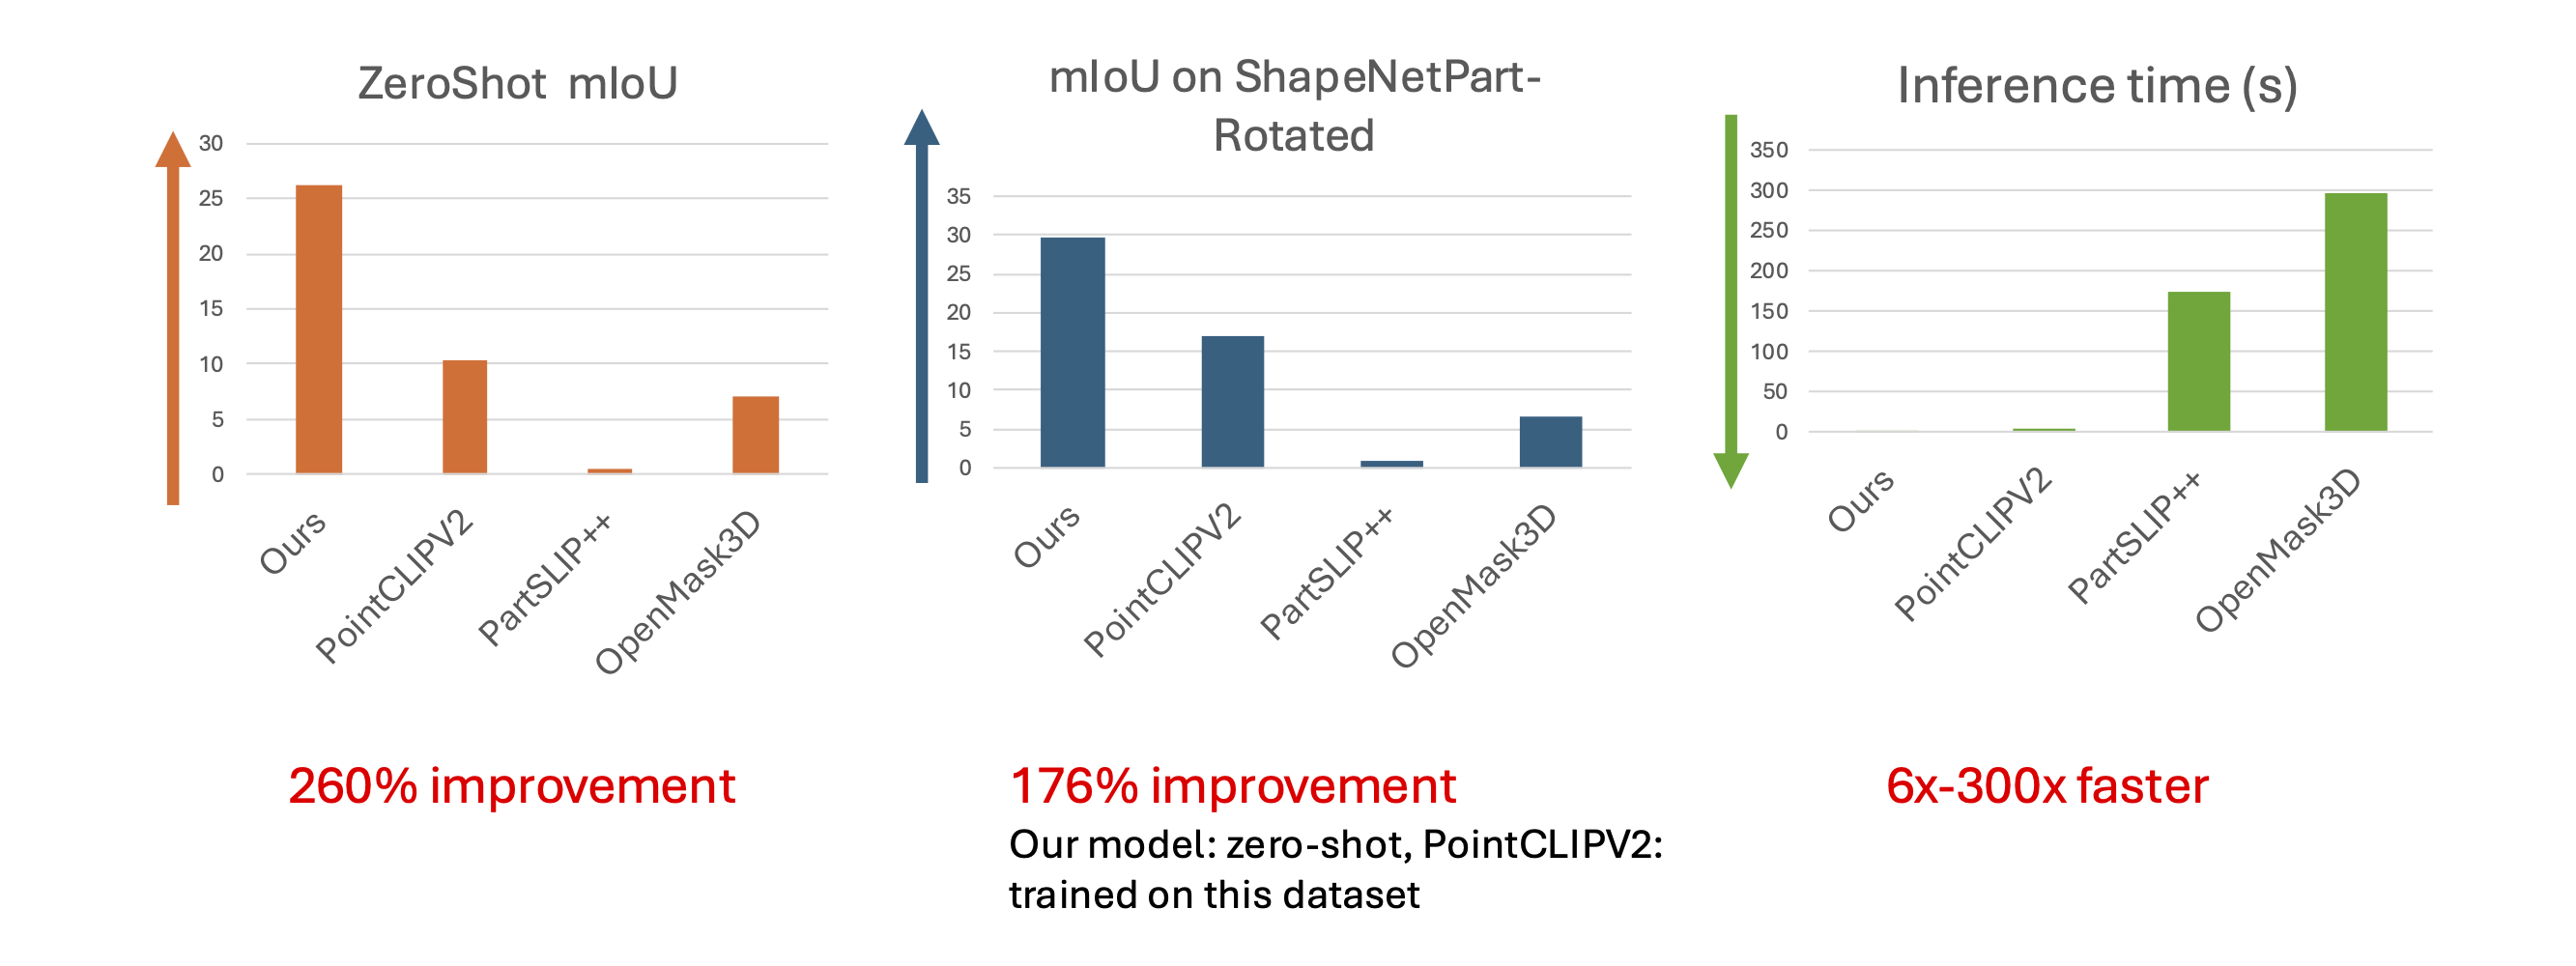 ZeroShot mIoU
30
25
20
15
10
5
0
Ours
PointCLIPV2
PartSLIP++
OpenMask3D
260% improvement
mIoU on ShapeNetPart-
Rotated
35
30
25
20
15
10
5
0
Ours
PointCLIPV2
PartSLIP++
OpenMask3D
176% improvement
Our model: zero-shot, PointCLIPV2:
trained on this dataset
Inference time (s)
350
300
250
200
150
100
50
0
Ours
PointCLIPV2
PartSLIP++
OpenMask3D
6x-300x faster